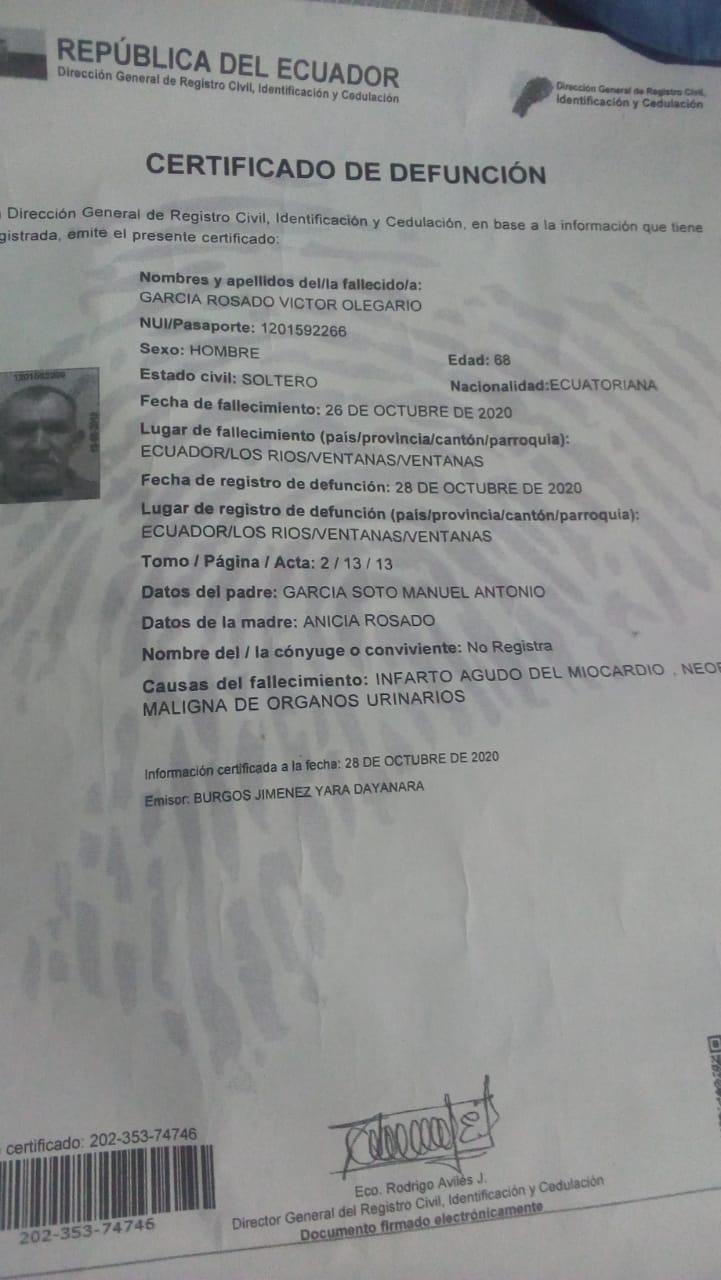 REPÚBLICA DEL ECUADOR
Dirección General de Registro Civil, Identificación y Cedulación
Dirección General de Registro Civil,
Identificación y Cedulación
CERTIFICADO DE DEFUNCIÓN
Dirección General de Registro Civil, Identificación y Cedulación, en base a la información que tiene
gistrada, emite el presente certificado:
Nombres y apellidos del/la fallecido/a:
GARCIA ROSADO VICTOR OLEGARIO
NUI/Pasaporte: 1201592266
Sexo: HOMBRE
Edad: 68
Estado civil: SOLTERO
Nacionalidad:ECUATORIANA
Fecha de fallecimiento: 26 DE OCTUBRE DE 2020
Lugar de fallecimiento (país/provincia/cantón/parroquia):
ECUADOR/LOS RIOS/VENTANAS/VENTANAS
Fecha de registro de defunción: 28 DE OCTUBRE DE 2020
Lugar de registro de defunción (país/provincia/cantón/parroquia):
ECUADOR/LOS RIOS/VENTANAS/VENTANAS
Tomo / Página / Acta: 2 / 13 / 13
Datos del padre: GARCIA SOTO MANUEL ANTONIO
Datos de la madre: ANICIA ROSADO
Nombre del / la cónyuge o conviviente: No Registra
Causas del fallecimiento: INFARTO AGUDO DEL MIOCARDIO , NEOP
MALIGNA DE ORGANOS URINARIOS
Información certificada a la fecha: 28 DE OCTUBRE DE 2020
Emisor: BURGOS JIMENEZ YARA DAYANARA
certificado: 202-353-74746
202-353-74746
Eco. Rodrigo Avilés J.
Director General del Registro Civil, Identificación y Cedulación
Documento firmado electrónicamente